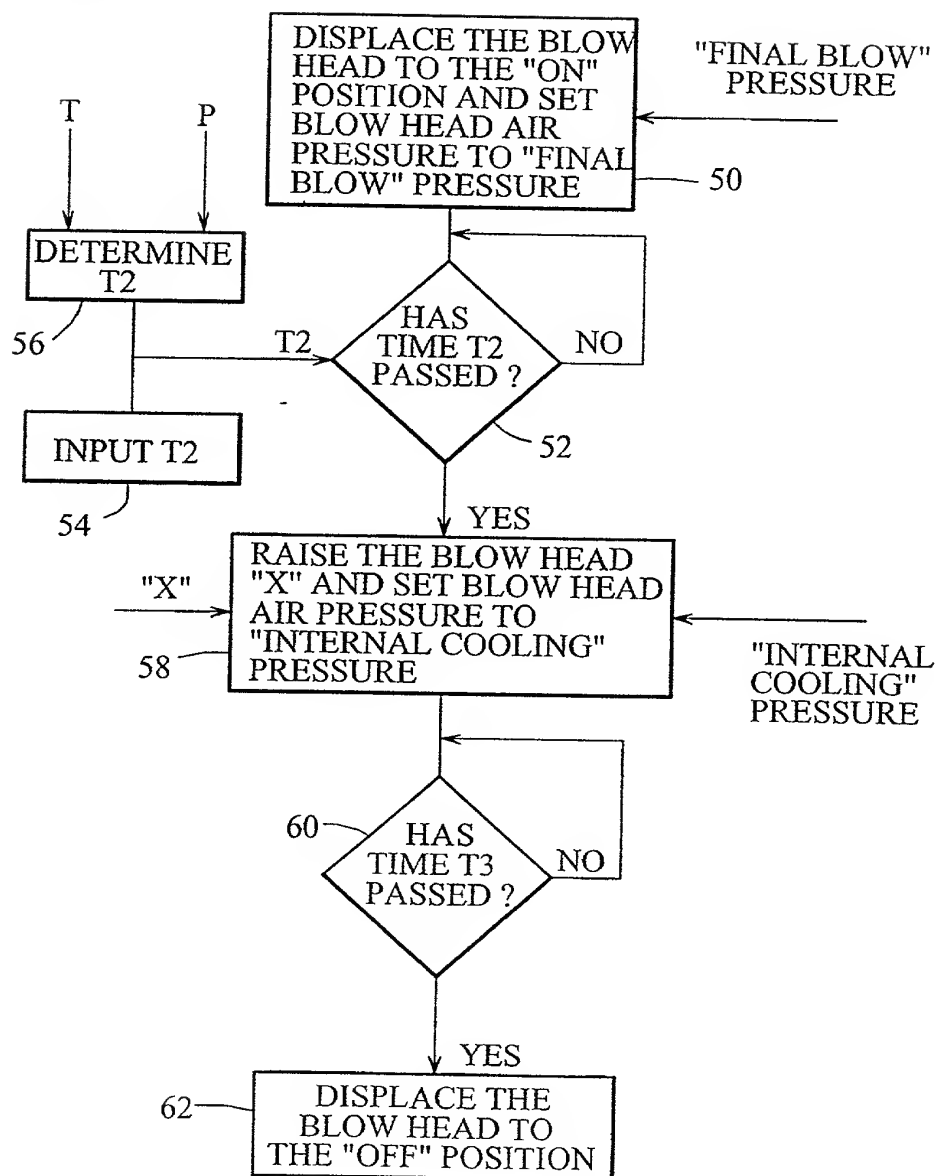 DISPLACE THE BLOW
HEAD TO THE "ON"
POSITION AND SET
BLOW HEAD AIR
PRESSURE TO "FINAL
BLOW" PRESSURE
"FINAL BLOW"
PRESSURE
50
T
P
DETERMINE
T2
56
T2
HAS
TIME T2
PASSED ?
NO
52
INPUT T2
54
YES
RAISE THE BLOW HEAD
"X" AND SET BLOW HEAD
AIR PRESSURE TO
"INTERNAL COOLING"
PRESSURE
"X"
58
"INTERNAL
COOLING"
PRESSURE
60
HAS
TIME T3
PASSED ?
NO
YES
62
DISPLACE THE
BLOW HEAD TO
THE "OFF" POSITION